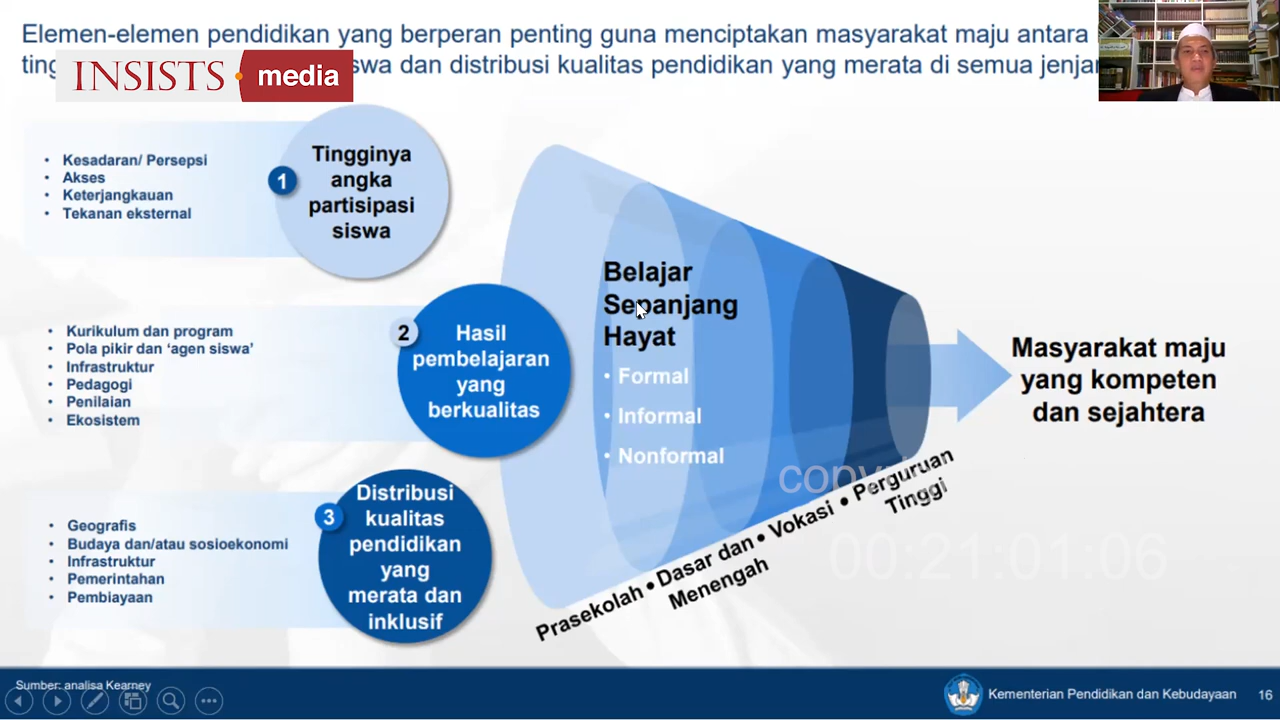 Elemen-elemen pendidikan yang berperan penting guna menciptakan masyarakat maju antara
INSISTS media
dan distribusi kualitas pendidikan yang merata di semua
Kesadaran/ Persepsi
Akses
Keterjangkauan
Tekanan eksternal
1
Tingginya
angka
partisipasi
siswa
Kurikulum dan program
Pola pikir dan ‘agen siswa’
Infrastruktur
Pedagogi
Penilaian
Ekosistem
2
Hasil
pembelajaran
yang
berkualitas
Geografis
Budaya dan/atau sosioekonomi
Infrastruktur
Pemerintahan
Pembiayaan
3
Distribusi
kualitas
pendidikan
yang
merata dan
inklusif
Belajar
Sepanjang
Hayat
• Formal
• Informal
• Nonformal
Prasekolah • Dasar dan • Vokasi • Perguruan
Menengah
Tinggi
00:21:01:06
Masyarakat maju
yang kompeten
dan sejahtera
Sumber: analisa Kearney
Kementerian Pendidikan dan Kebudayaan
16